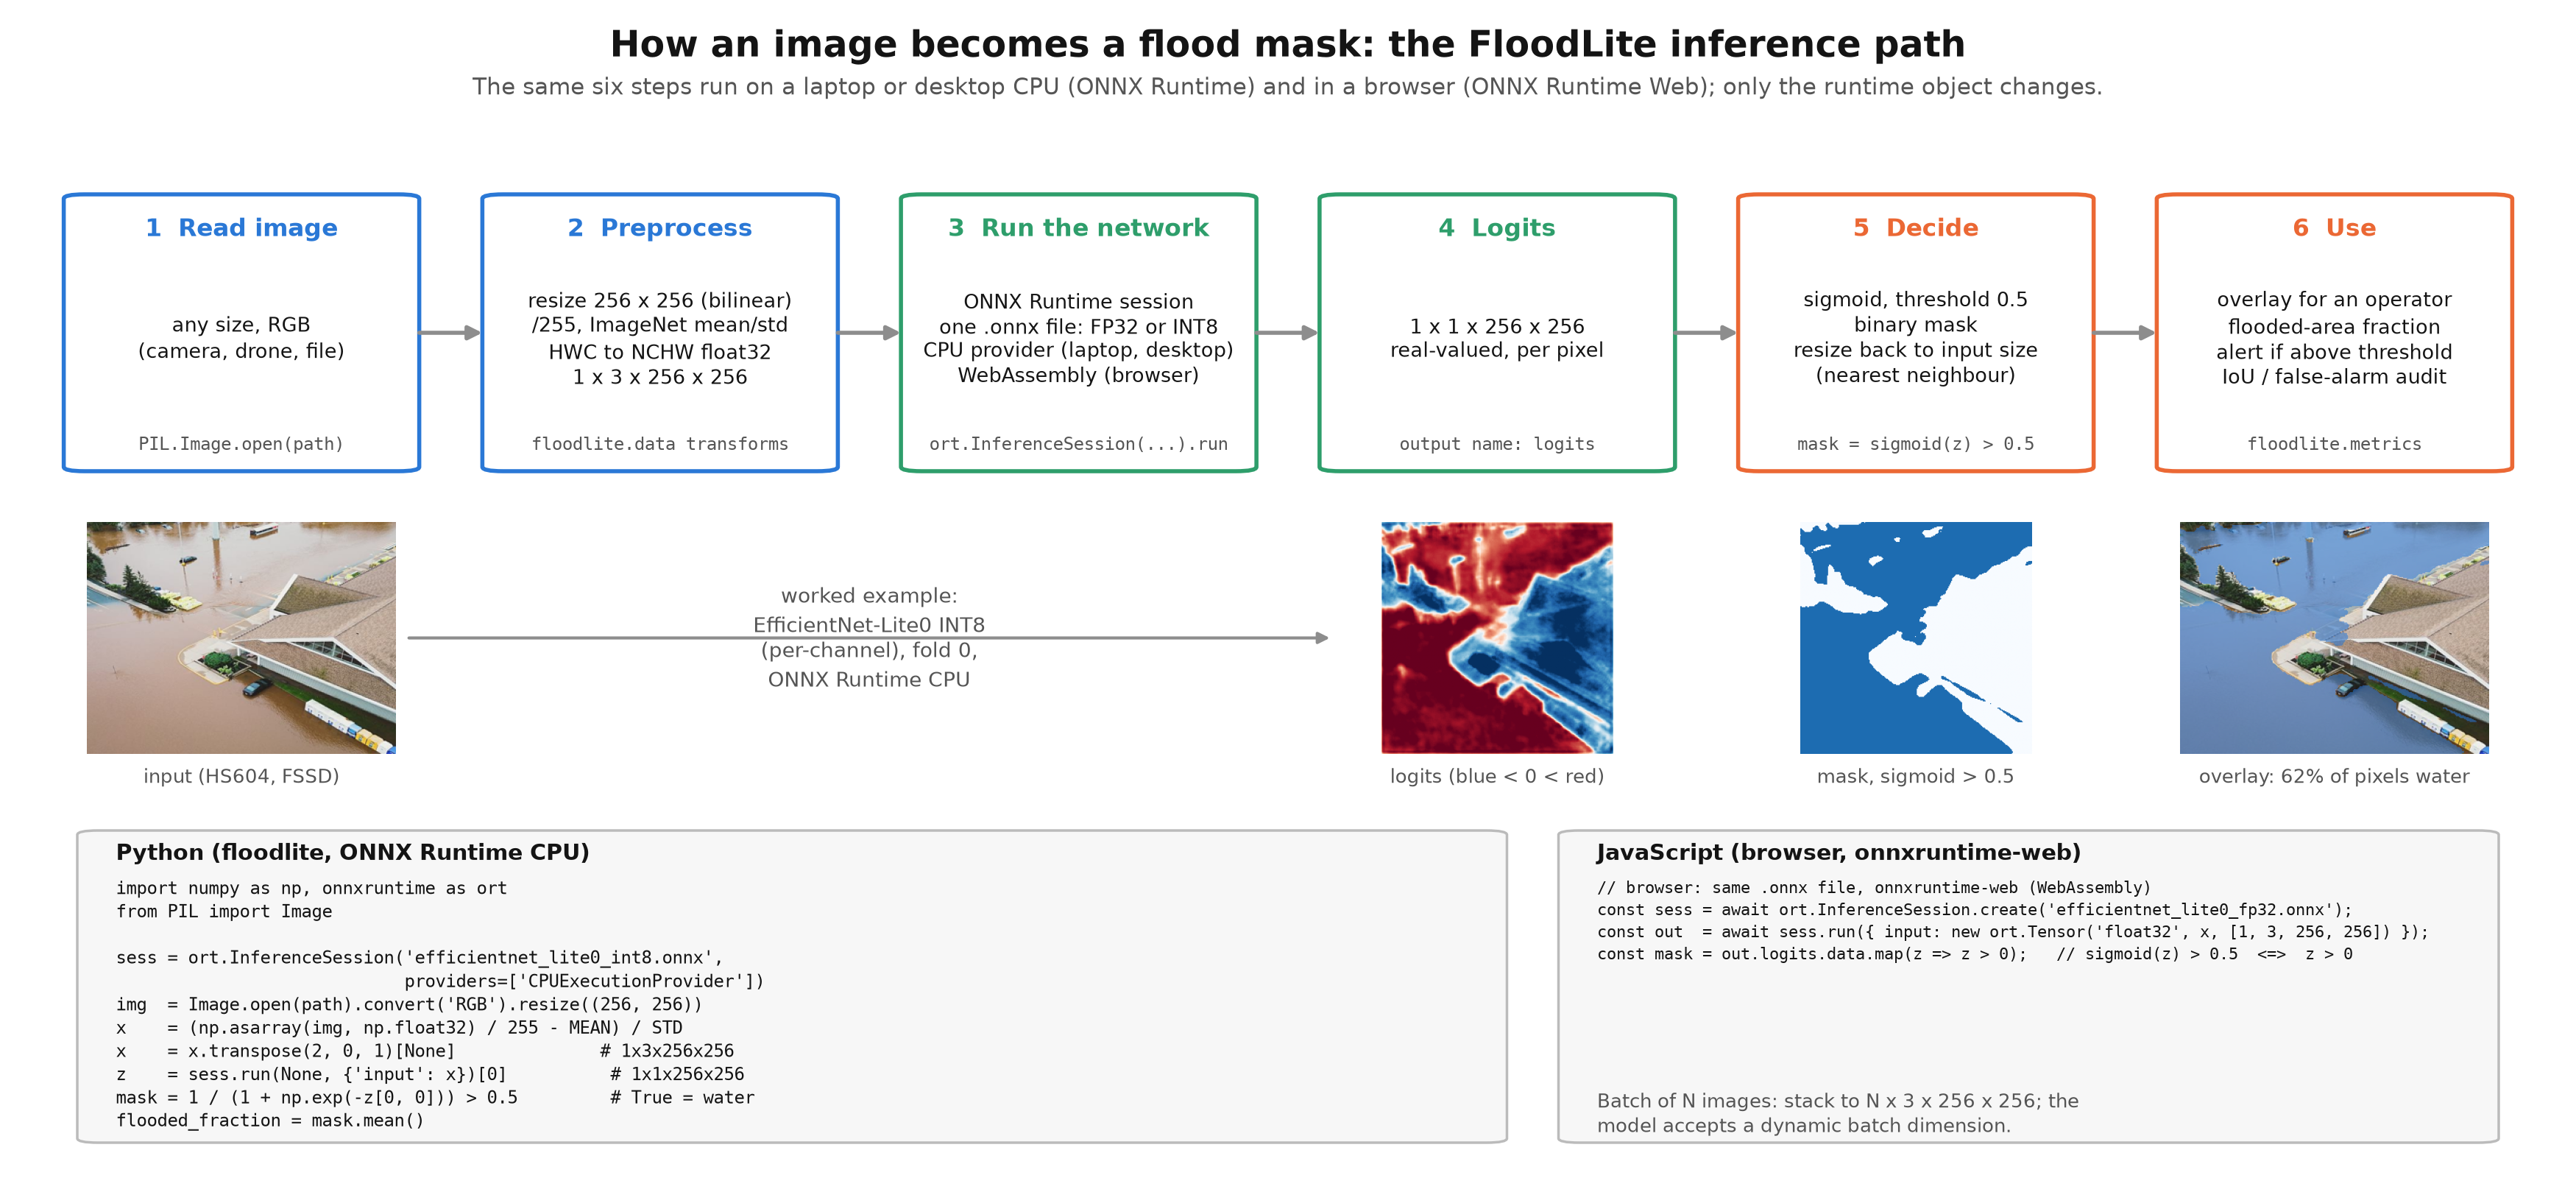 How an image becomes a flood mask: the FloodLite inference path
The same six steps run on a laptop or desktop CPU (ONNX Runtime) and in a browser (ONNX Runtime Web); only the runtime object changes.
1 Read image
any size, RGB
(camera, drone, file)
PIL.Image.open(path)
2 Preprocess
resize 256 x 256 (bilinear)
/255, ImageNet mean/std
HWC to NCHW float32
1 x 3 x 256 x 256
floodlite.data transforms
3 Run the network
ONNX Runtime session
one .onnx file: FP32 or INT8
CPU provider (laptop, desktop)
WebAssembly (browser)
ort.InferenceSession(...).run
4 Logits
1 x 1 x 256 x 256
real-valued, per pixel
output name: logits
5 Decide
sigmoid, threshold 0.5
binary mask
resize back to input size
(nearest neighbour)
mask = sigmoid(z) > 0.5
6 Use
overlay for an operator
flooded-area fraction
alert if above threshold
IoU / false-alarm audit
floodlite.metrics
worked example:
EfficientNet-Lite0 INT8
(per-channel), fold 0,
ONNX Runtime CPU
input (HS604, FSSD)
logits (blue < 0 < red)
mask, sigmoid > 0.5
overlay: 62% of pixels water
Python (floodlite, ONNX Runtime CPU)
import numpy as np, onnxruntime as ort
from PIL import Image
sess = ort.InferenceSession('efficientnet_lite0_int8.onnx',
providers=['CPUExecutionProvider'])
img  = Image.open(path).convert('RGB').resize((256, 256))
x    = (np.asarray(img, np.float32) / 255 - MEAN) / STD
x    = x.transpose(2, 0, 1)[None]              # 1x3x256x256
z    = sess.run(None, {'input': x})[0]          # 1x1x256x256
mask = 1 / (1 + np.exp(-z[0, 0])) > 0.5         # True = water
flooded_fraction = mask.mean()
JavaScript (browser, onnxruntime-web)
// browser: same .onnx file, onnxruntime-web (WebAssembly)
const sess = await ort.InferenceSession.create('efficientnet_lite0_fp32.onnx');
const out  = await sess.run({ input: new ort.Tensor('float32', x, [1, 3, 256, 256]) });
const mask = out.logits.data.map(z => z > 0);   // sigmoid(z) > 0.5  <=>  z > 0
Batch of N images: stack to N x 3 x 256 x 256; the
model accepts a dynamic batch dimension.